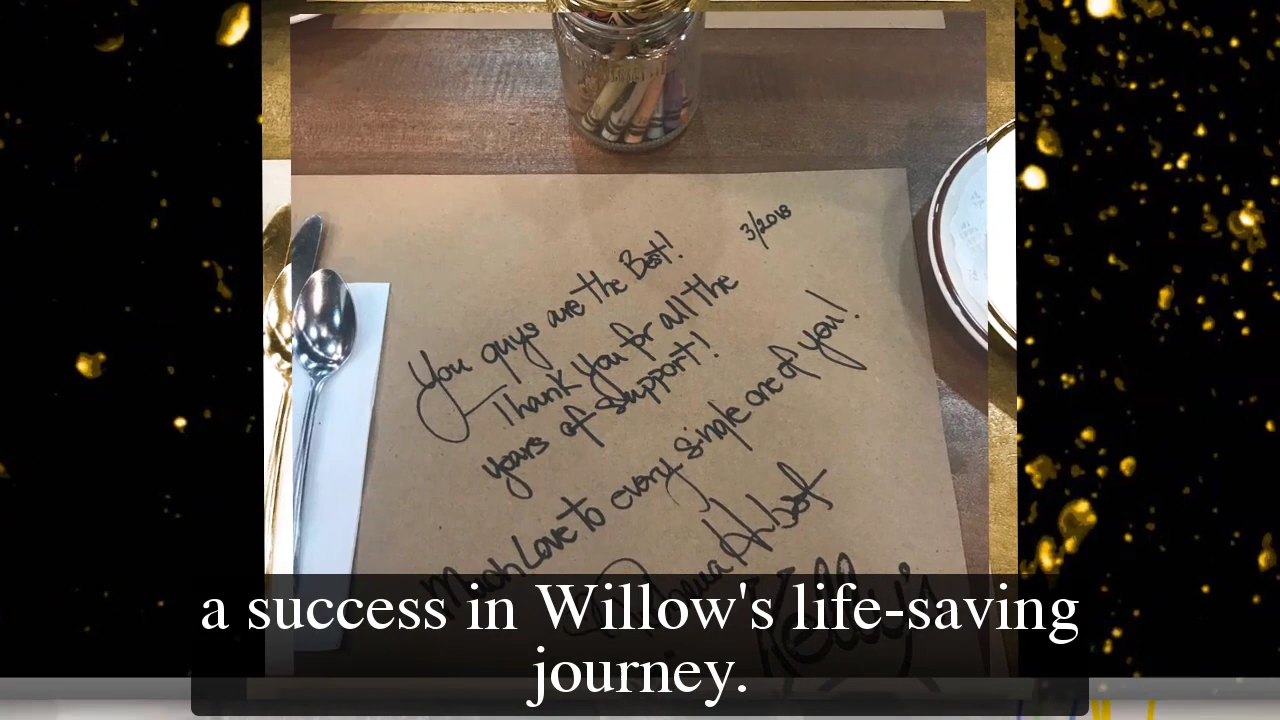 3/2018
You guys are the Best!
Thank you for all the
years of Support!
Much Love to every single one of you!
a success in Willow's life-saving
journey.